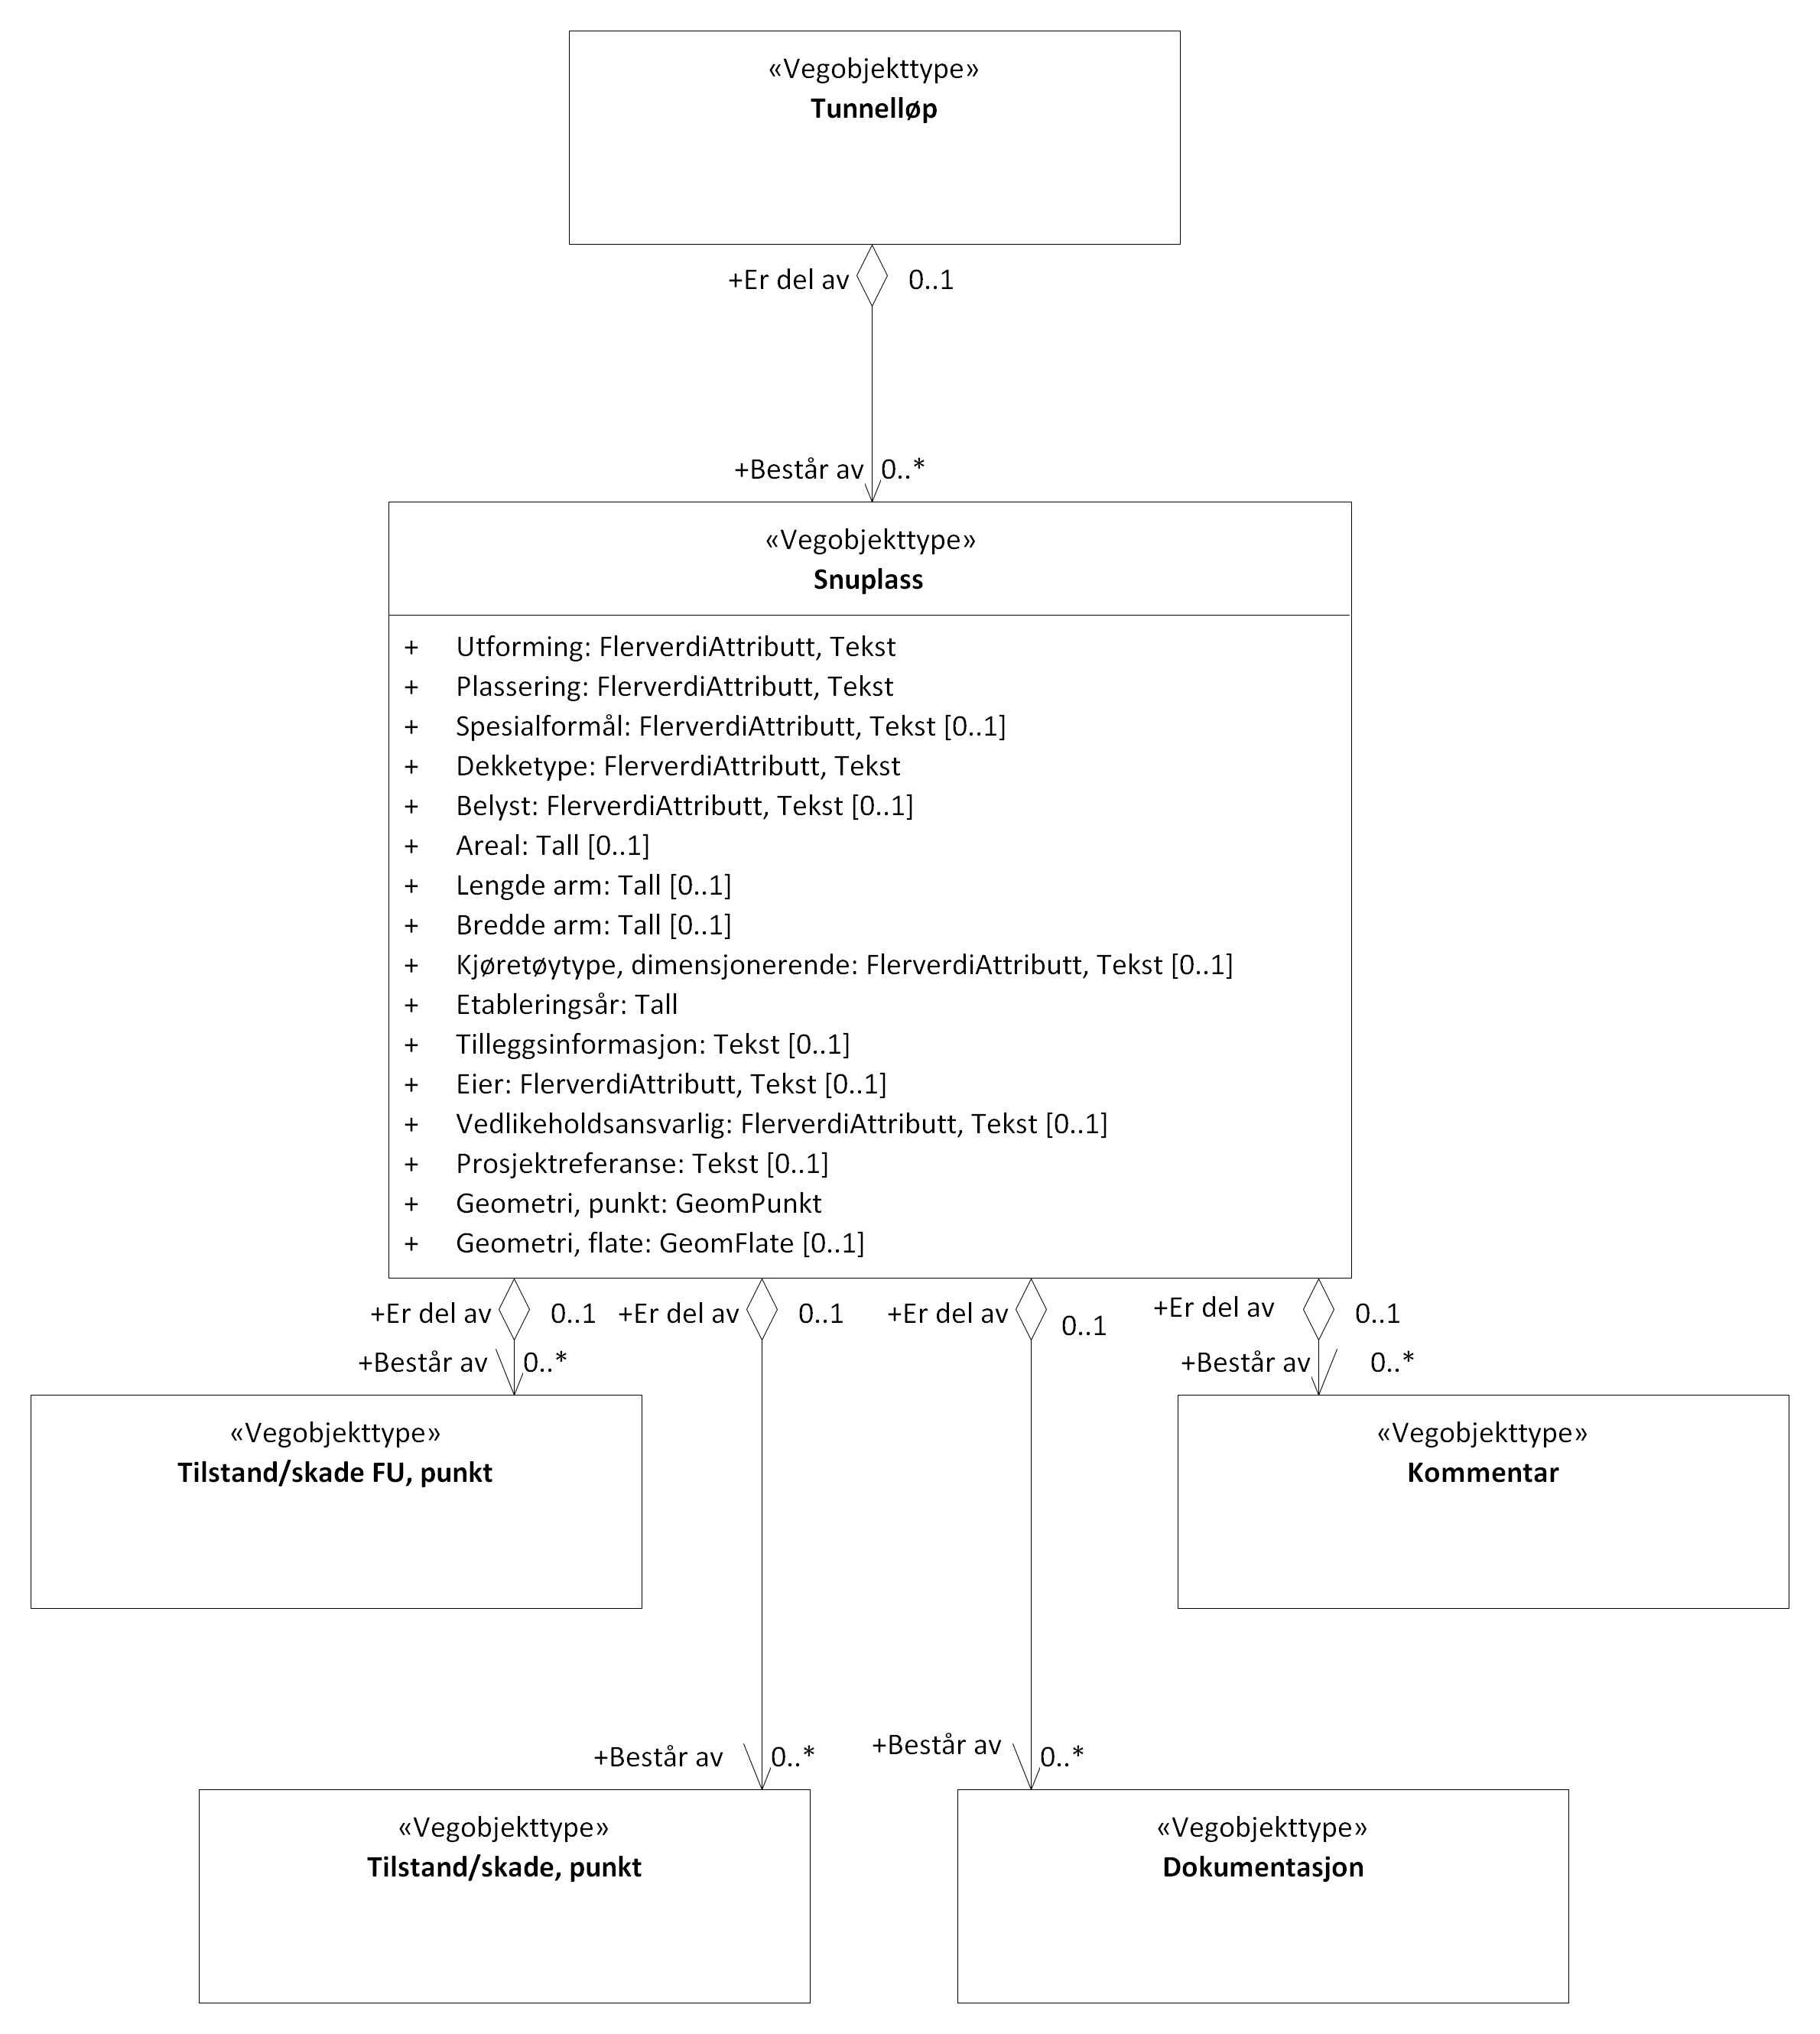 «Vegobjekttype»
Tunnelløp
+Er del av 0..1
+Består av 0..*
«Vegobjekttype»
Snuplass
+ Utforming: FlerverdiAttributt, Tekst
+ Plassering: FlerverdiAttributt, Tekst
+ Spesialformål: FlerverdiAttributt, Tekst [0..1]
+ Dekketype: FlerverdiAttributt, Tekst
+ Belyst: FlerverdiAttributt, Tekst [0..1]
+ Areal: Tall [0..1]
+ Lengde arm: Tall [0..1]
+ Bredde arm: Tall [0..1]
+ Kjøretøytype, dimensjonerende: FlerverdiAttributt, Tekst [0..1]
+ Etableringsår: Tall
+ Tilleggsinformasjon: Tekst [0..1]
+ Eier: FlerverdiAttributt, Tekst [0..1]
+ Vedlikeholdsansvarlig: FlerverdiAttributt, Tekst [0..1]
+ Prosjektreferanse: Tekst [0..1]
+ Geometri, punkt: GeomPunkt
+ Geometri, flate: GeomFlate [0..1]
+Er del av 0..1 +Er del av 0..1 +Er del av 0..1 +Er del av 0..1
+Består av 0..* +Består av 0..*
«Vegobjekttype»
Tilstand/skade FU, punkt
«Vegobjekttype»
Kommentar
+Består av 0..* +Består av 0..*
«Vegobjekttype»
Tilstand/skade, punkt
«Vegobjekttype»
Dokumentasjon